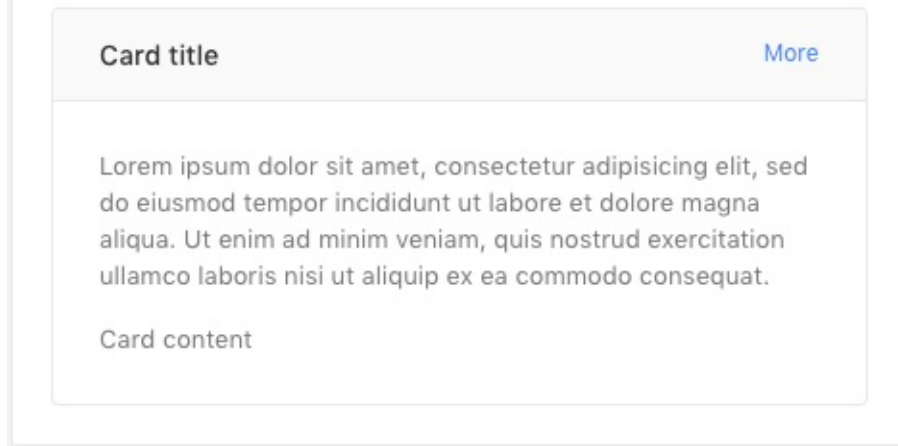 Card title
More
Lorem ipsum dolor sit amet, consectetur adipisicing elit, sed
do eiusmod tempor incididunt ut labore et dolore magna
aliqua. Ut enim ad minim veniam, quis nostrud exercitation
ullamco laboris nisi ut aliquip ex ea commodo consequat.
Card content